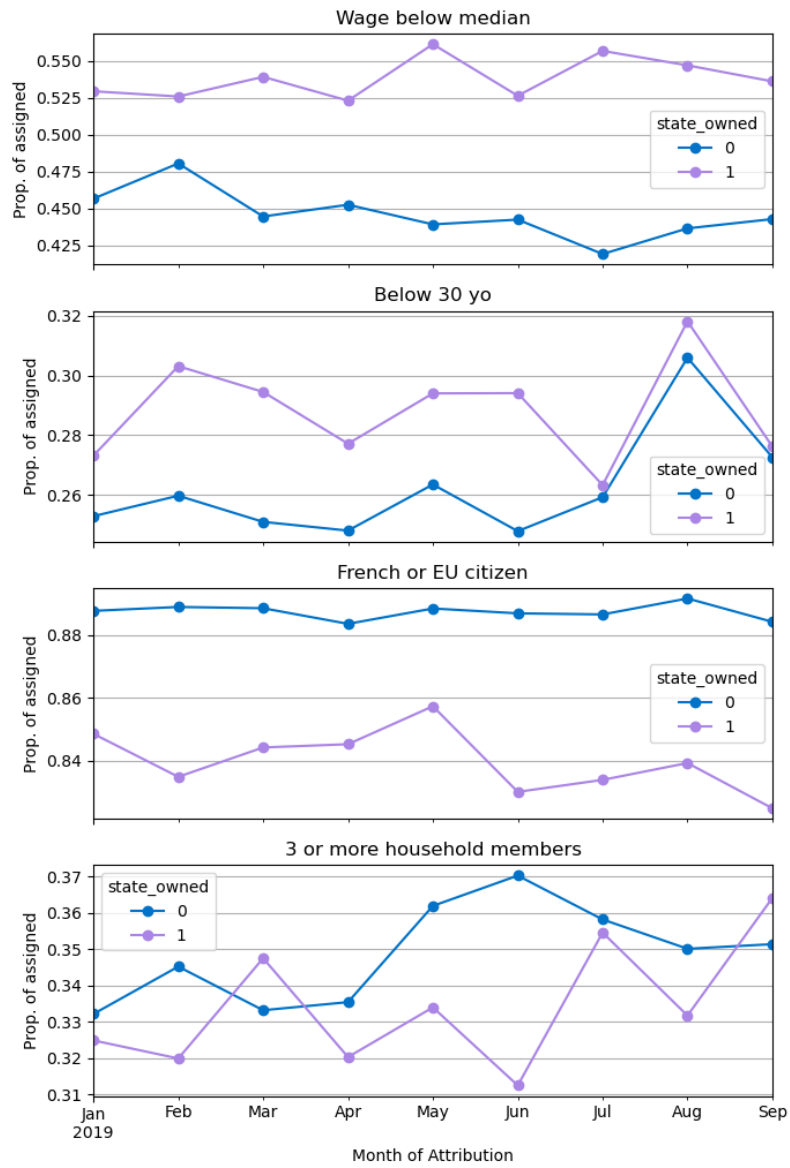 Wage below median
Prop. of assigned
0.550
0.525
0.500
0.475
0.450
0.425
state_owned
0
1
Below 30 yo
Prop. of assigned
0.32
0.30
0.28
0.26
state_owned
0
1
French or EU citizen
Prop. of assigned
0.88
0.86
0.84
state_owned
0
1
3 or more household members
Prop. of assigned
0.37
0.36
0.35
0.34
0.33
0.32
0.31
state_owned
0
1
Jan Feb Mar Apr May Jun Jul Aug Sep
2019
Month of Attribution